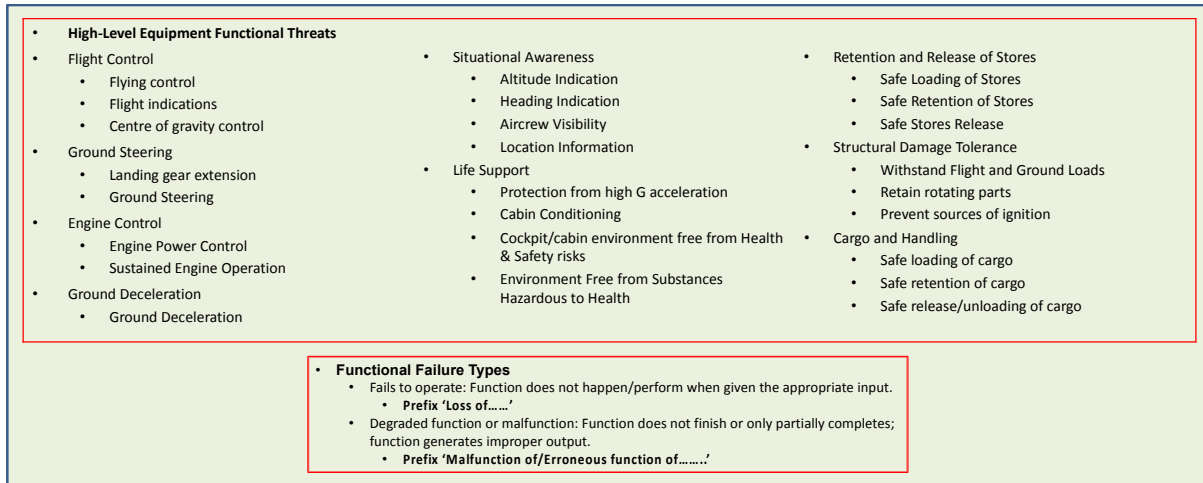 • High-Level Equipment Functional Threats
• Flight Control
• Flying control
• Flight indications
• Centre of gravity control
• Ground Steering
• Landing gear extension
• Ground Steering
• Engine Control
• Engine Power Control
• Sustained Engine Operation
• Ground Deceleration
• Ground Deceleration
• Situational Awareness
• Altitude Indication
• Heading Indication
• Aircrew Visibility
• Location Information
• Life Support
• Protection from high G acceleration
• Cabin Conditioning
• Cockpit/cabin environment free from Health
& Safety risks
• Environment Free from Substances
Hazardous to Health
• Retention and Release of Stores
• Safe Loading of Stores
• Safe Retention of Stores
• Safe Stores Release
• Structural Damage Tolerance
• Withstand Flight and Ground Loads
• Retain rotating parts
• Prevent sources of ignition
• Cargo and Handling
• Safe loading of cargo
• Safe retention of cargo
• Safe release/unloading of cargo
• Functional Failure Types
• Fails to operate: Function does not happen/perform when given the appropriate input.
• Prefix ‘Loss of……’
• Degraded function or malfunction: Function does not finish or only partially completes;
function generates improper output.
• Prefix ‘Malfunction of/Erroneous function of……..’